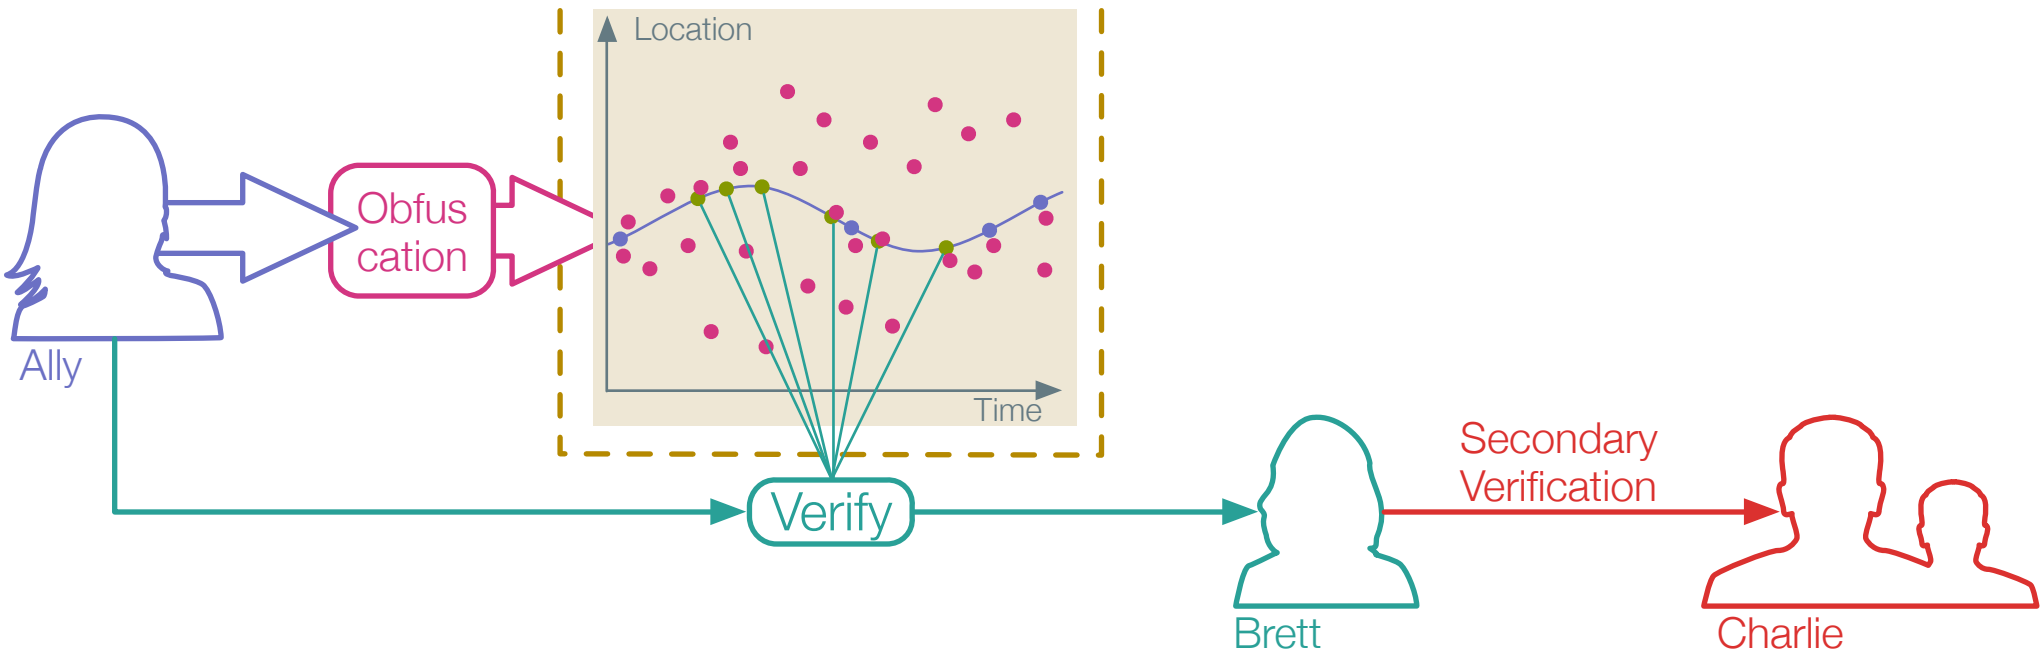 Location
Obfus
cation
Ally
Time
Verify
Secondary
Verification
Brett
Charlie